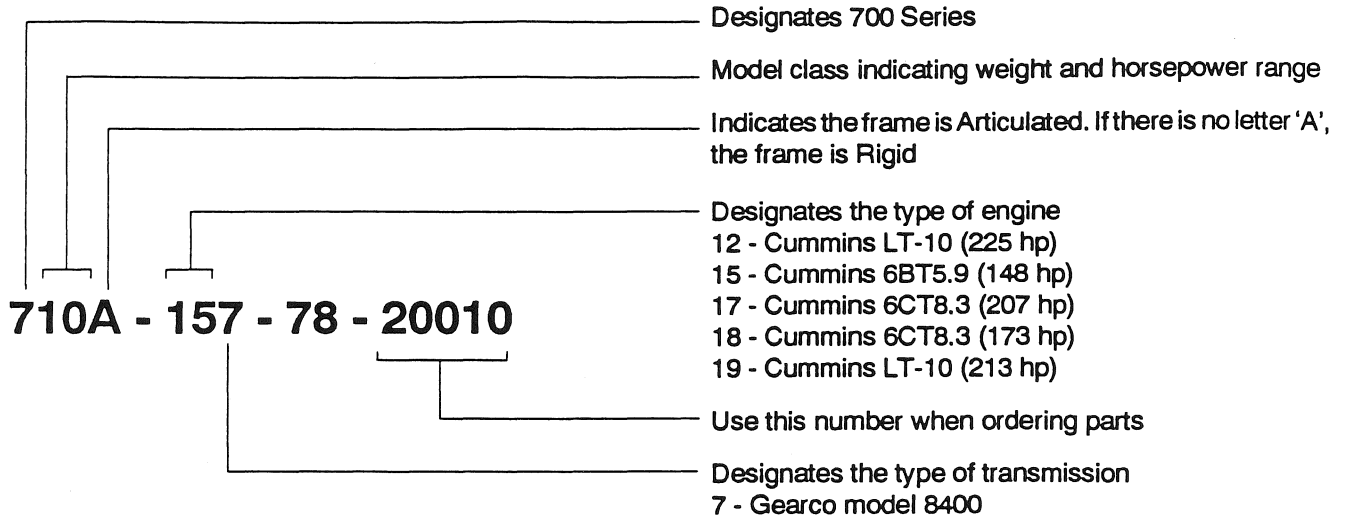 Designates 700 Series
Model class indicating weight and horsepower range
Indicates the frame is Articulated. If there is no letter 'A',
the frame is Rigid
Designates the type of engine
12 - Cummins LT-10 (225 hp)
15 - Cummins 6BT5.9 (148 hp)
17 - Cummins 6CT8.3 (207 hp)
18 - Cummins 6CT8.3 (173 hp)
19 - Cummins LT-10 (213 hp)
710A - 157 - 78 - 20010
Use this number when ordering parts
Designates the type of transmission
7 - Gearco model 8400